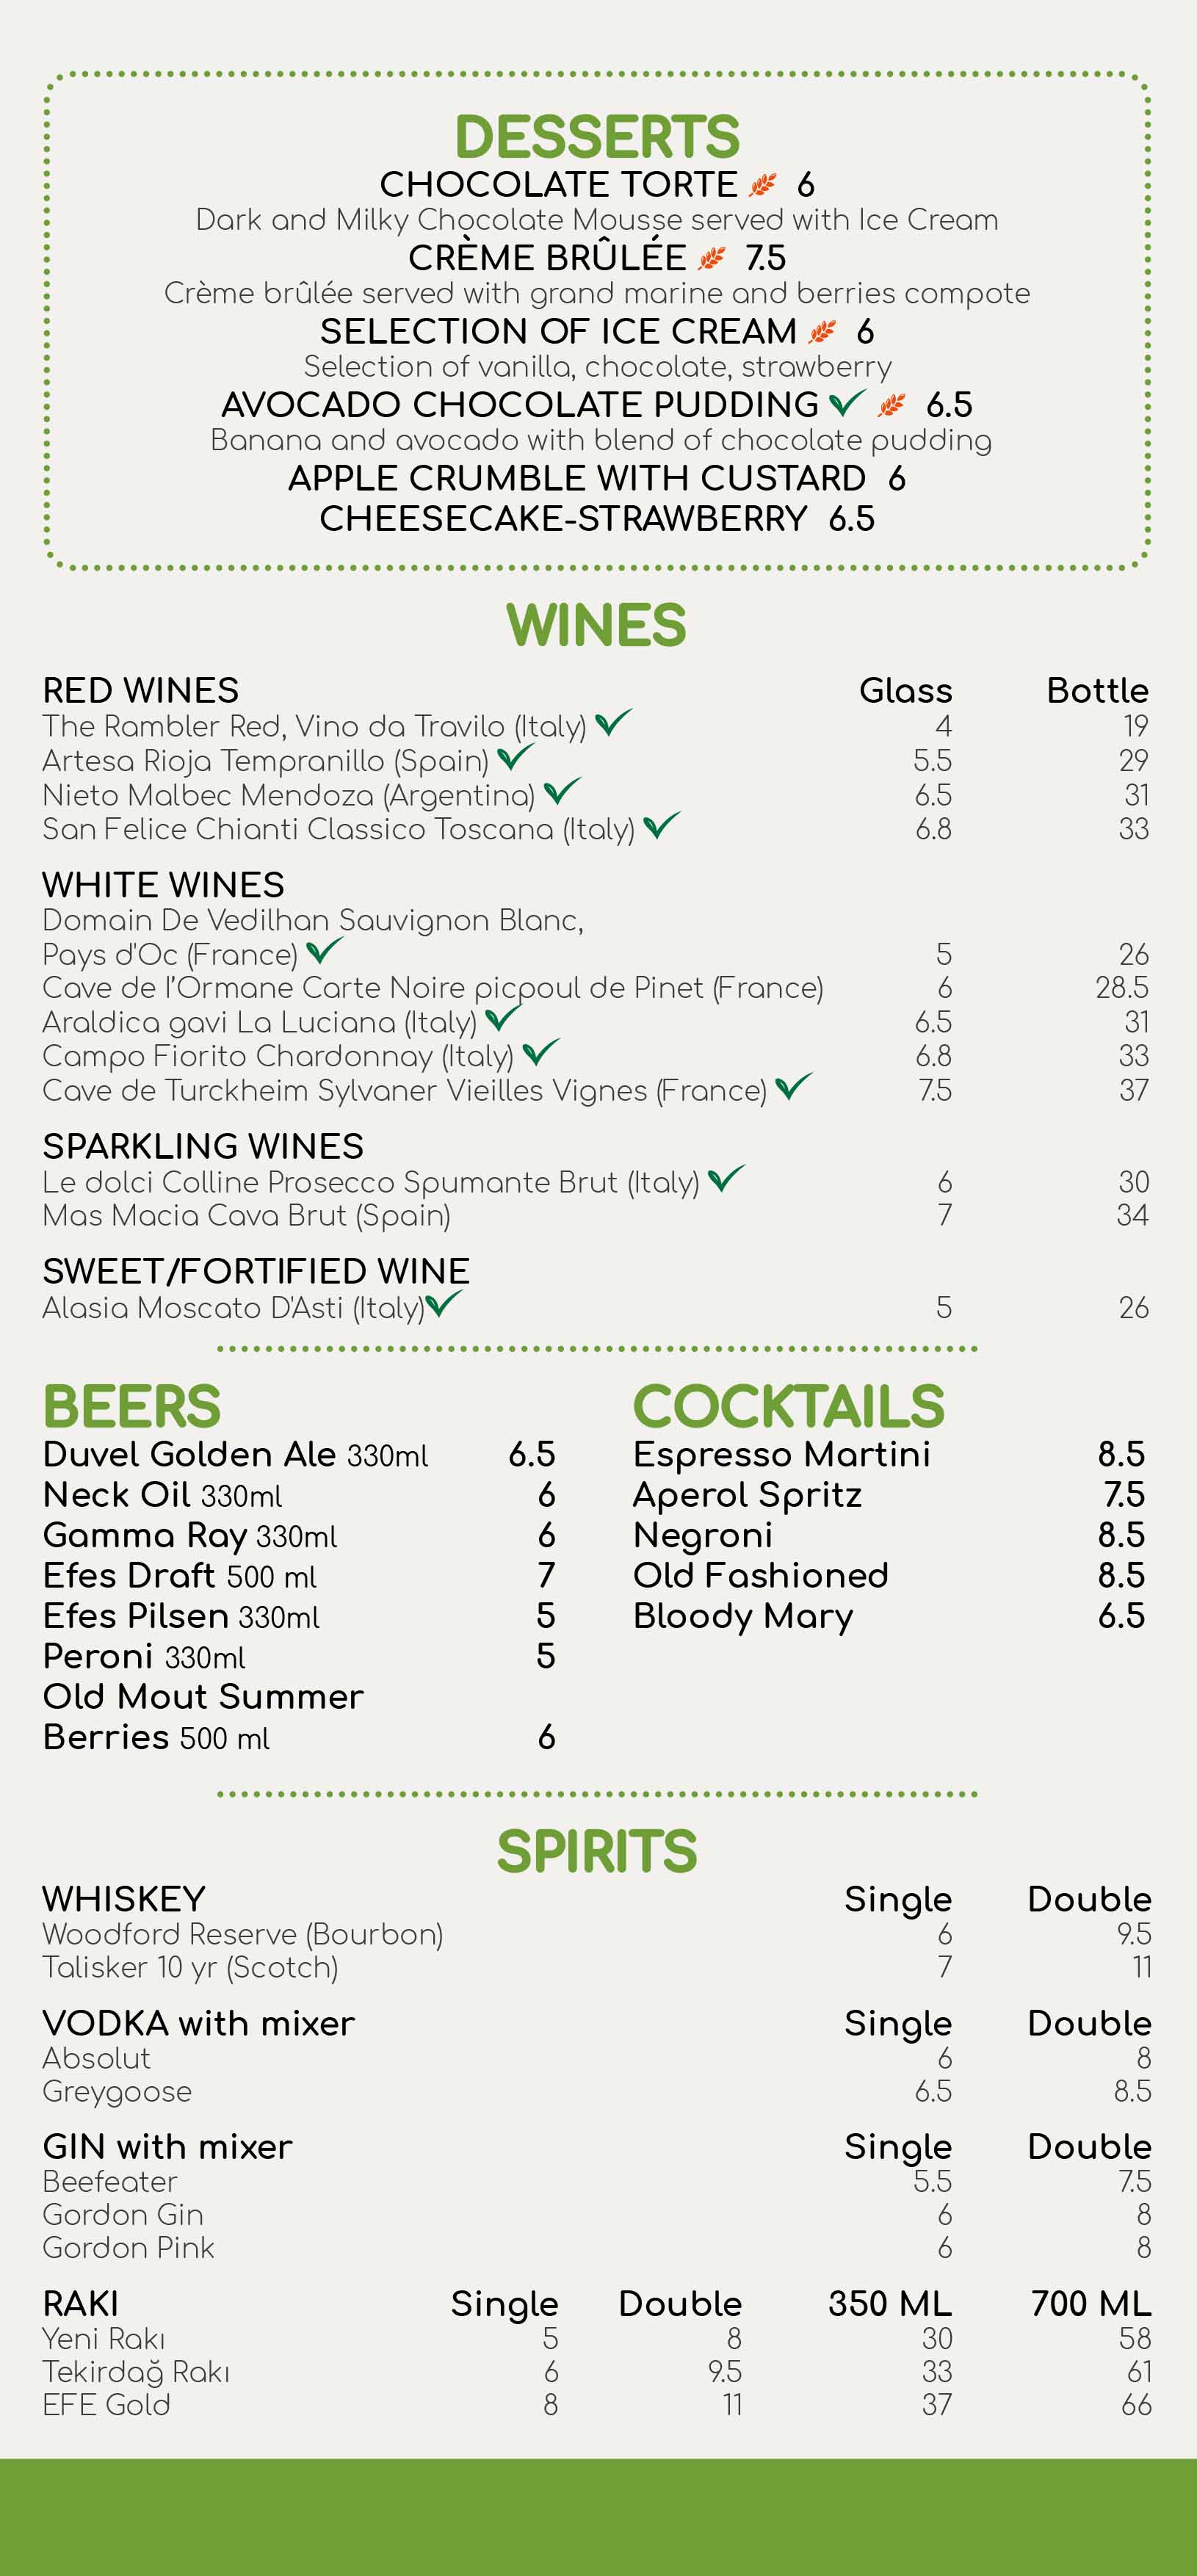 DESSERTS
CHOCOLATE TORTE 6
Dark and Milky Chocolate Mousse served with Ice Cream
CRÈME BRÛLÉE 7.5
Crème brûlée served with grand marine and berries compote
SELECTION OF ICE CREAM 6
Selection of vanilla, chocolate, strawberry
AVOCADO CHOCOLATE PUDDING 6.5
Banana and avocado with blend of chocolate pudding
APPLE CRUMBLE WITH CUSTARD 6
CHEESECAKE-STRAWBERRY 6.5
WINES
RED WINES Glass Bottle
The Rambler Red, Vino da Travilo (Italy) 4 19
Artesa Rioja Tempranillo (Spain) 5.5 29
Nieto Malbec Mendoza (Argentina) 6.5 31
San Felice Chianti Classico Toscana (Italy) 6.8 33
WHITE WINES
Domain De Vedilhan Sauvignon Blanc,
Pays d'Oc (France) 5 26
Cave de l’Ormane Carte Noire picpoul de Pinet (France) 6 28.5
Araldica gavi La Luciana (Italy) 6.5 31
Campo Fiorito Chardonnay (Italy) 6.8 33
Cave de Turckheim Sylvaner Vieilles Vignes (France) 7.5 37
SPARKLING WINES
Le dolci Colline Prosecco Spumante Brut (Italy) 6 30
Mas Macia Cava Brut (Spain) 7 34
SWEET/FORTIFIED WINE
Alasia Moscato D'Asti (Italy) 5 26
BEERS
Duvel Golden Ale 330ml 6.5
Neck Oil 330ml 6
Gamma Ray 330ml 6
Efes Draft 500 ml 7
Efes Pilsen 330ml 5
Peroni 330ml 5
Old Mout Summer
Berries 500 ml 6
COCKTAILS
Espresso Martini 8.5
Aperol Spritz 7.5
Negroni 8.5
Old Fashioned 8.5
Bloody Mary 6.5
SPIRITS
WHISKEY Single Double
Woodford Reserve (Bourbon) 6 9.5
Talisker 10 yr (Scotch) 7 11
VODKA with mixer Single Double
Absolut 6 8
Greygoose 6.5 8.5
GIN with mixer Single Double
Beefeater 5.5 7.5
Gordon Gin 6 8
Gordon Pink 6 8
RAKI Single Double 350 ML 700 ML
Yeni Rakı 5 8 30 58
Tekirdağ Rakı 6 9.5 33 61
EFE Gold 8 11 37 66